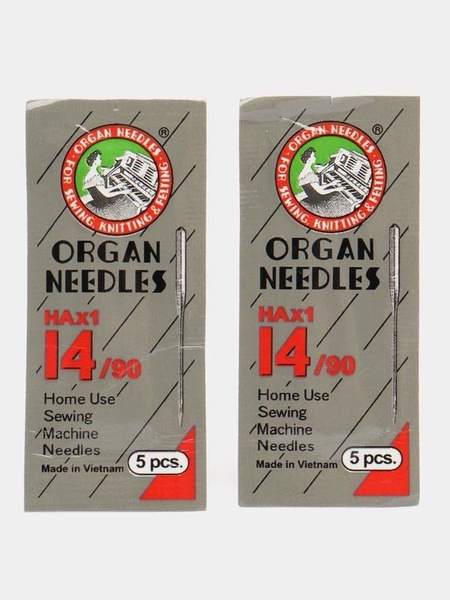 ORGAN NEEDLES · FOR SEWING, KNITTING & FELTING ·
®
ORGAN
NEEDLES
HAX1
14/90
Home Use
Sewing
Machine
Needles
Made in Vietnam
5 pcs.
ORGAN NEEDLES · FOR SEWING, KNITTING & FELTING ·
®
ORGAN
NEEDLES
HAX1
14/90
Home Use
Sewing
Machine
Needles
Made in Vietnam
5 pcs.